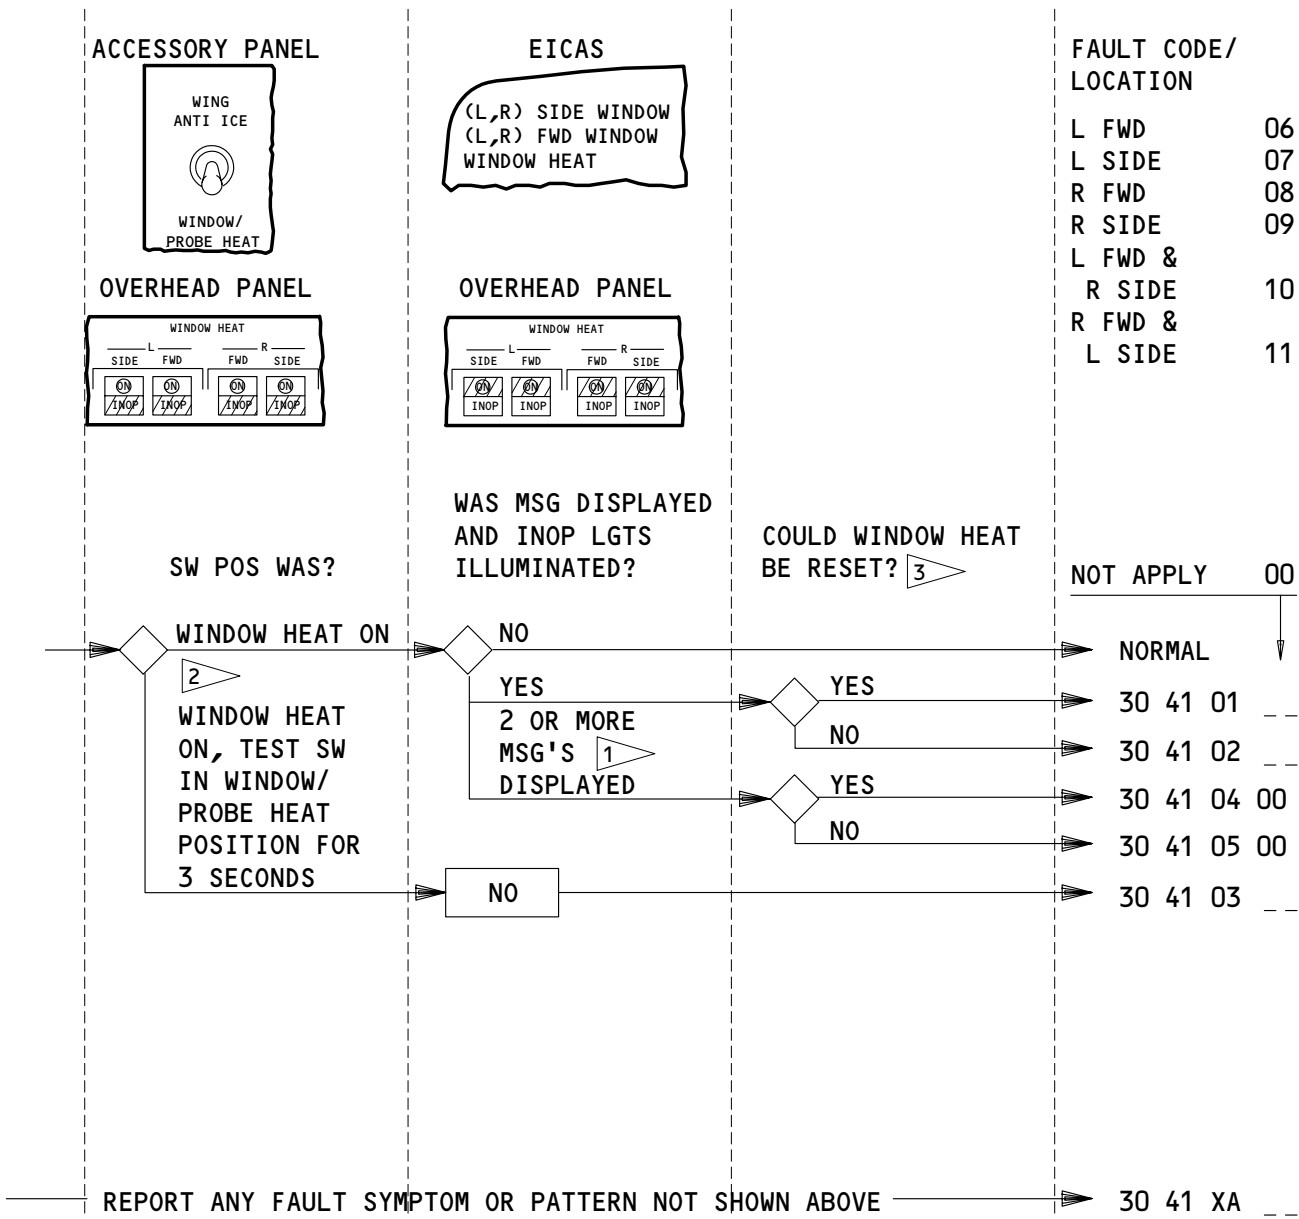 ACCESSORY PANEL
WING
ANTI ICE
WINDOW/
PROBE HEAT
OVERHEAD PANEL
WINDOW HEAT
L R
SIDE FWD FWD SIDE
ON ON ON ON
INOP INOP INOP INOP
SW POS WAS?
WINDOW HEAT ON
2
WINDOW HEAT
ON, TEST SW
IN WINDOW/
PROBE HEAT
POSITION FOR
3 SECONDS
EICAS
(L,R) SIDE WINDOW
(L,R) FWD WINDOW
WINDOW HEAT
OVERHEAD PANEL
WINDOW HEAT
L R
SIDE FWD FWD SIDE
ON ON ON ON
INOP INOP INOP INOP
WAS MSG DISPLAYED
AND INOP LGTS
ILLUMINATED?
NO
YES
2 OR MORE
MSG'S 1
DISPLAYED
NO
COULD WINDOW HEAT
BE RESET? 3
YES
NO
YES
NO
FAULT CODE/
LOCATION
L FWD 06
L SIDE 07
R FWD 08
R SIDE 09
L FWD &
R SIDE 10
R FWD &
L SIDE 11
NOT APPLY 00
NORMAL
30 41 01 _ _
30 41 02 _ _
30 41 04 00
30 41 05 00
30 41 03 _ _
REPORT ANY FAULT SYMPTOM OR PATTERN NOT SHOWN ABOVE 30 41 XA _ _